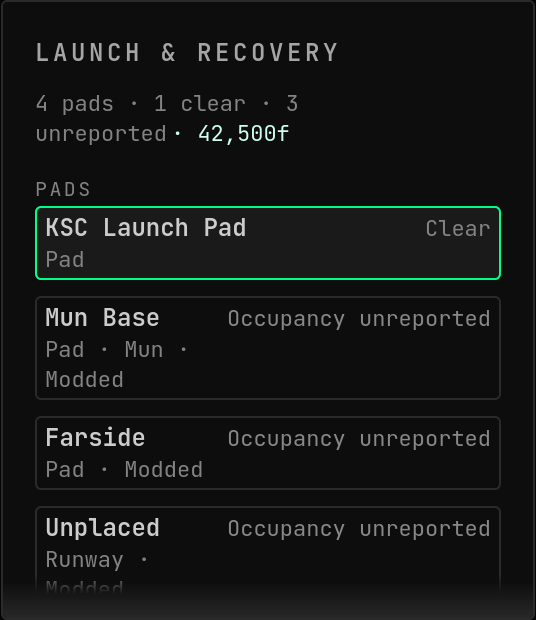 LAUNCH & RECOVERY
4 pads · 1 clear · 3
unreported · 42,500f
PADS
KSC Launch Pad Clear
Pad
Mun Base Occupancy unreported
Pad · Mun ·
Modded
Farside Occupancy unreported
Pad · Modded
Unplaced Occupancy unreported
Runway ·
Modded